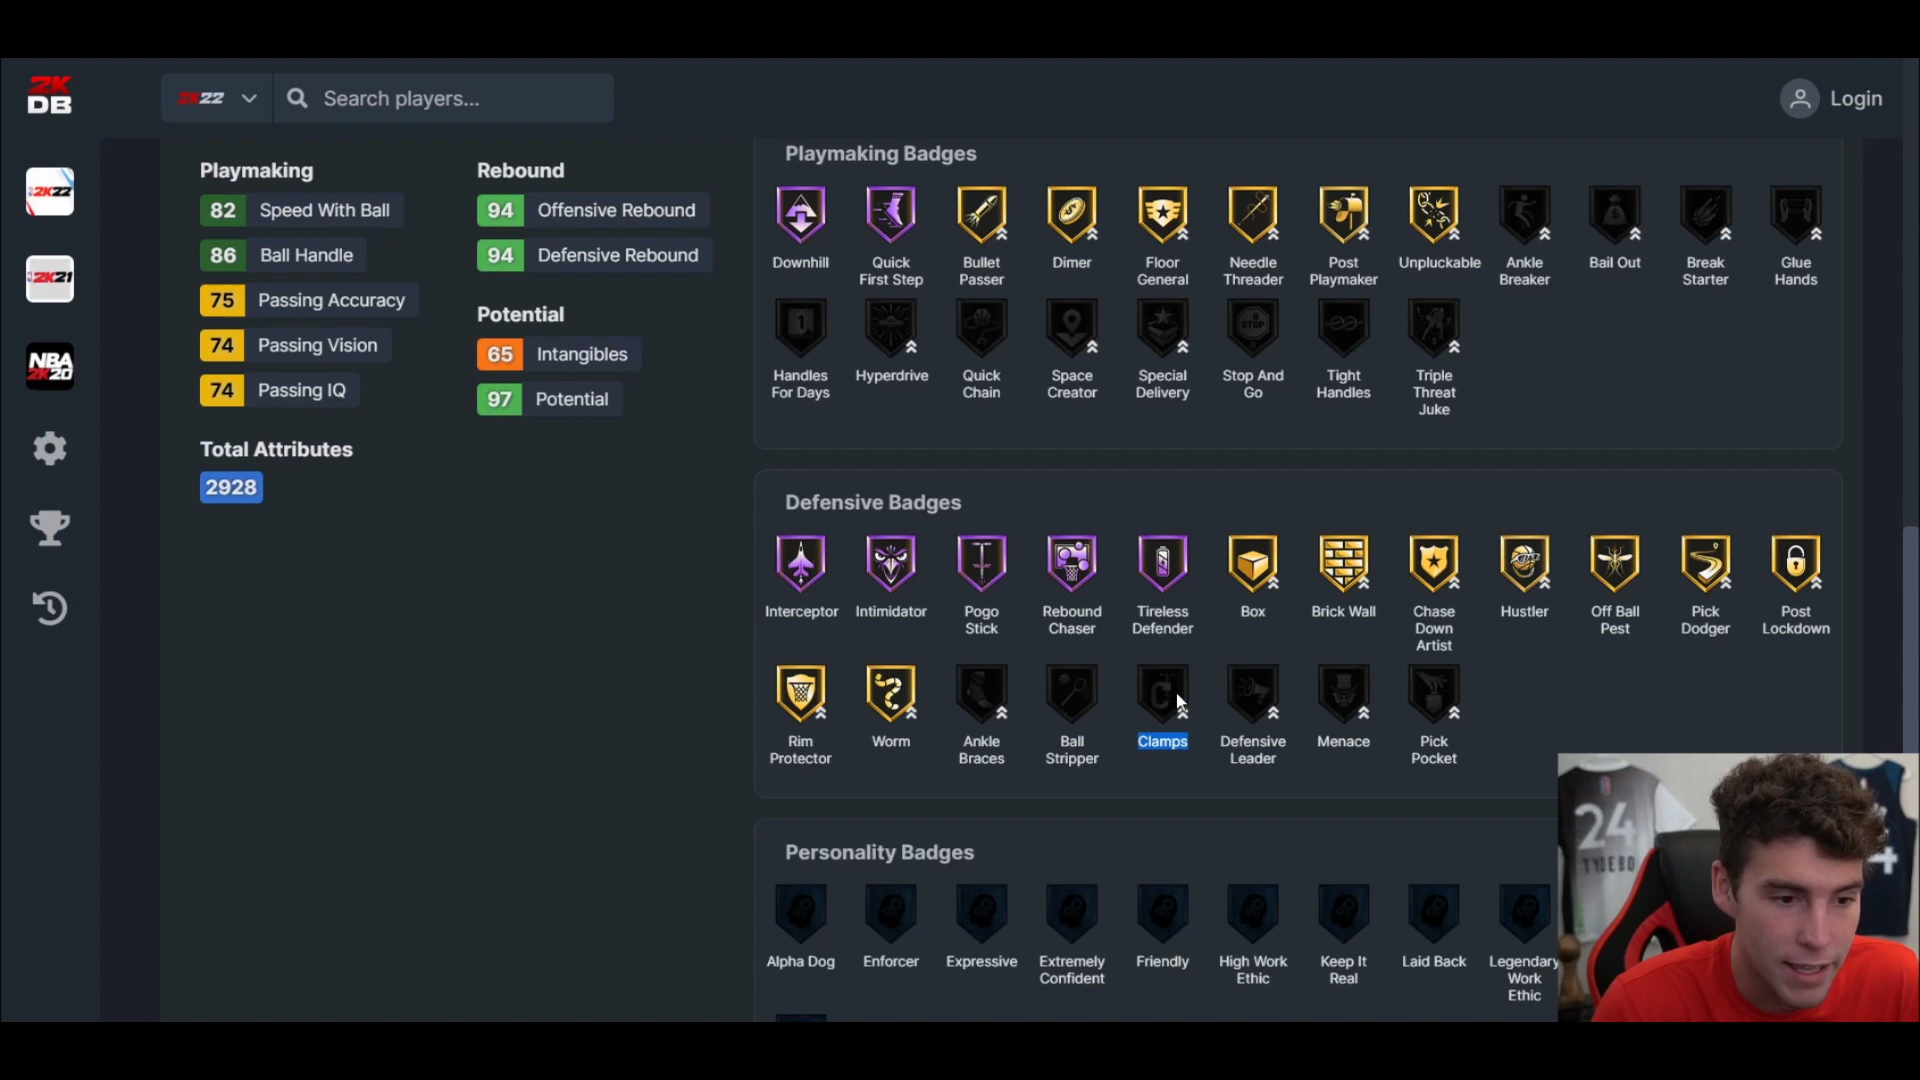 2K
DB
2K22
Search players...
Login
2K22
2K21
NBA
2K20
Playmaking
82 Speed With Ball
86 Ball Handle
75 Passing Accuracy
74 Passing Vision
74 Passing IQ
Total Attributes
2928
Rebound
94 Offensive Rebound
94 Defensive Rebound
Potential
65 Intangibles
97 Potential
Playmaking Badges
Downhill
Quick
First Step
Bullet
Passer
Dimer
Floor
General
Needle
Threader
Post
Playmaker
Unpluckable
Ankle
Breaker
Bail Out
Break
Starter
Glue
Hands
Handles
For Days
Hyperdrive
Quick
Chain
Space
Creator
Special
Delivery
STOP
Stop And
Go
Tight
Handles
Triple
Threat
Juke
Defensive Badges
Interceptor
Intimidator
Pogo
Stick
Rebound
Chaser
Tireless
Defender
Box
Brick Wall
Chase
Down
Artist
Hustler
Off Ball
Pest
Pick
Dodger
Post
Lockdown
Rim
Protector
Worm
Ankle
Braces
Ball
Stripper
Clamps
Defensive
Leader
Menace
Pick
Pocket
Personality Badges
Alpha Dog
Enforcer
Expressive
Extremely
Confident
Friendly
High Work
Ethic
Keep It
Real
Laid Back
Legendary
Work
Ethic
24